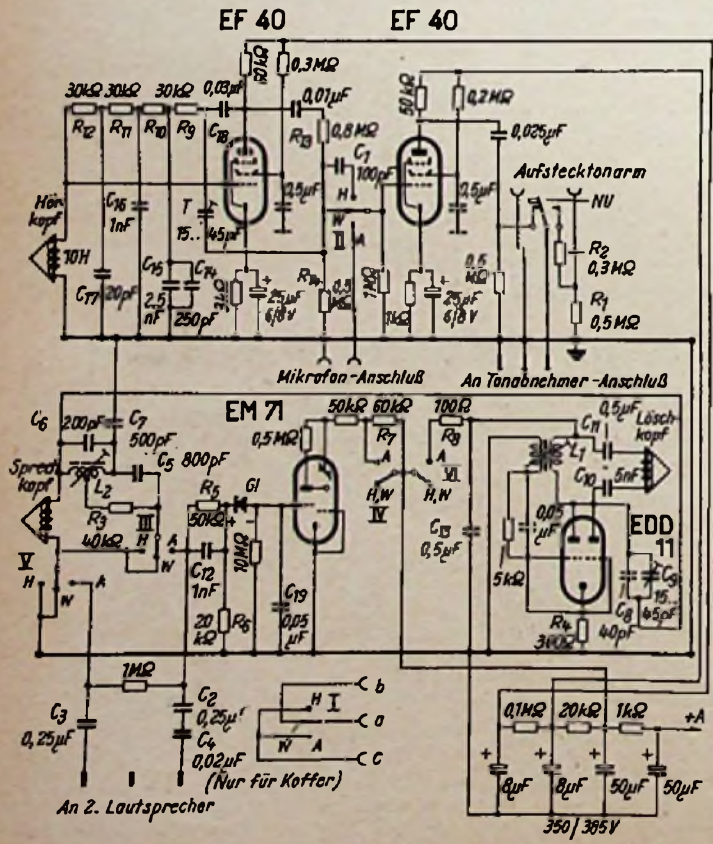 EF 40 EF 40
30kΩ 30kΩ 30kΩ 0,03µF 0,3MΩ 50kΩ 0,2MΩ
R12 R11 R10 R9 C18 0,01µF R13 0,8MΩ 0,025µF
C1 100pF
Aufstecktonarm
NU
Hörkopf
10H
C16 1nF
T 15.. 45pF
0,5µF
H
W
II
A
0,5µF
R2
0,3MΩ
C17 20pF
C15 C14
2,5 nF
250pF
25µF
6/8V
R14 0,5 MΩ
1MΩ
1kΩ
25µF
6/8V
0,5 MΩ
R1
0,5MΩ
Mikrofon-Anschluß
An Tonabnehmer-Anschluß
C6
200pF
C7
500pF
EM 71
50kΩ 60kΩ 100Ω
R7 R8
C11 0,5µF
Lösch-
kopf
Sprech
kopf
L2
C5 800pF
0,5MΩ
A
A
VI
H,W
IV
H,W
L1
C10
5nF
R3
40kΩ
III
H
W
A
R5
50kΩ
Gl
+ -
10MΩ
C13
0,5µF
0,05
µF
5kΩ
EDD
11
V
H
W
A
C12
1nF
20
kΩ
R6
C19
0,05
µF
R4
300Ω
C8
40pF
C9
15...
45pF
1MΩ
C3
0,25µF
C2
0,25µF
C4
0,02µF
H I
W A
b
a
c
(Nur für Koffer)
An 2. Lautsprecher
0,1MΩ 20kΩ 1kΩ +A
+ + + +
8µF 8µF 50µF 50µF
350/385V